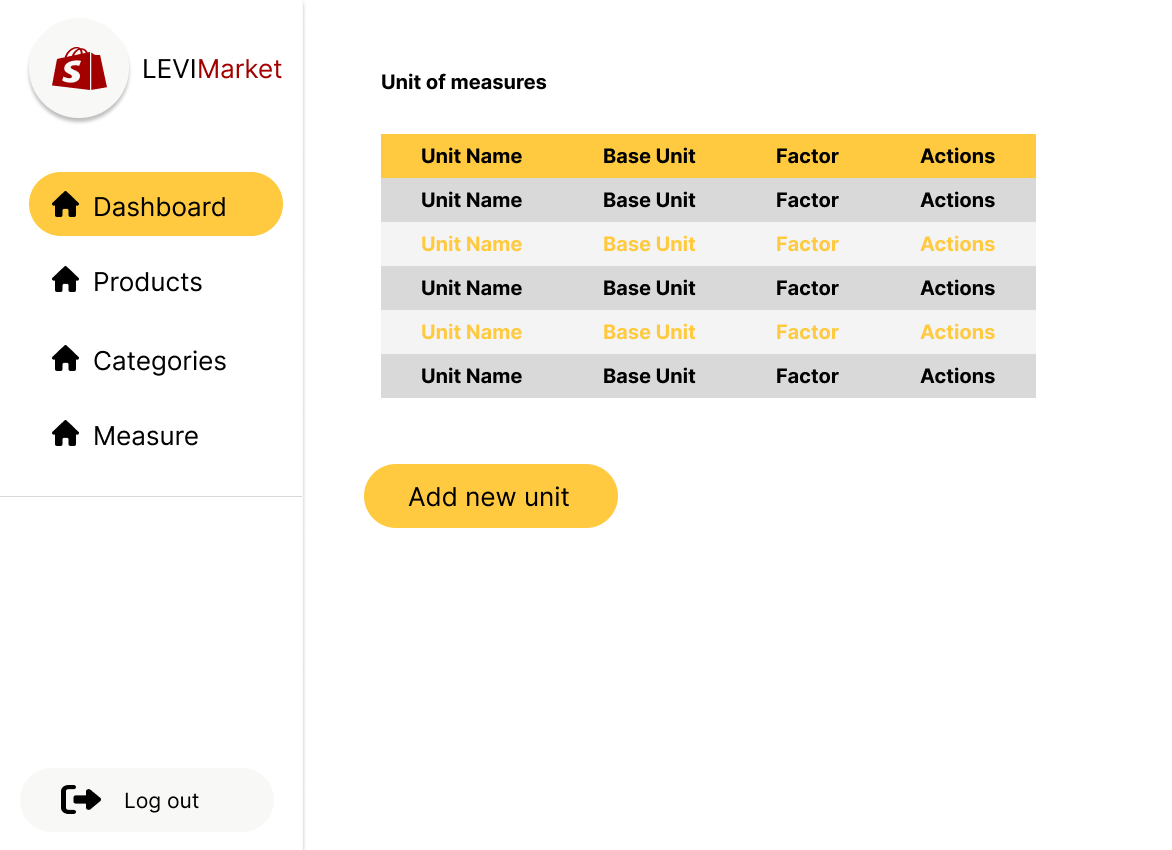 LEVIMarket
Dashboard
Products
Categories
Measure
Log out
Unit of measures
Unit Name Base Unit Factor Actions
Unit Name Base Unit Factor Actions
Unit Name Base Unit Factor Actions
Unit Name Base Unit Factor Actions
Unit Name Base Unit Factor Actions
Unit Name Base Unit Factor Actions
Add new unit